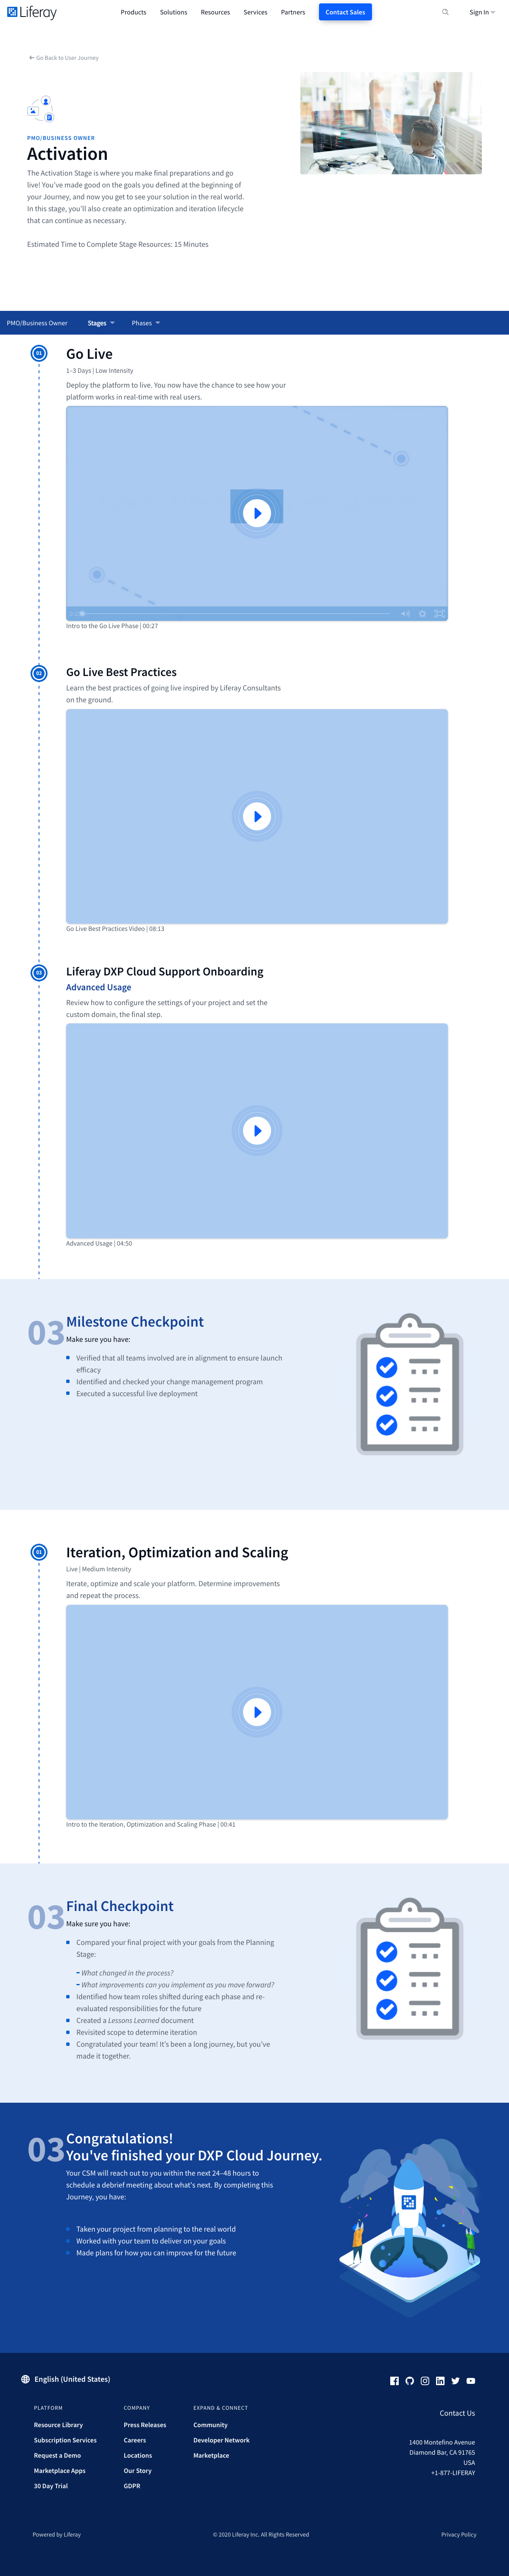 Liferay
Products
Solutions
Resources
Services
Partners
Contact Sales
Sign In
Go Back to User Journey
PMO/BUSINESS OWNER
Activation
The Activation Stage is where you make final preparations and go
live! You’ve made good on the goals you defined at the beginning of
your Journey, and now you get to see your solution in the real world.
In this stage, you’ll also create an optimization and iteration lifecycle
that can continue as necessary.
Estimated Time to Complete Stage Resources: 15 Minutes
PMO/Business Owner
Stages
Phases
01
Go Live
1–3 Days | Low Intensity
Deploy the platform to live. You now have the chance to see how your
platform works in real-time with real users.
Intro to the Go Live Phase | 00:27
02
Go Live Best Practices
Learn the best practices of going live inspired by Liferay Consultants
on the ground.
Go Live Best Practices Video | 08:13
03
Liferay DXP Cloud Support Onboarding
Advanced Usage
Review how to configure the settings of your project and set the
custom domain, the final step.
Advanced Usage | 04:50
03
Milestone Checkpoint
Make sure you have:
Verified that all teams involved are in alignment to ensure launch
efficacy
Identified and checked your change management program
Executed a successful live deployment
01
Iteration, Optimization and Scaling
Live | Medium Intensity
Iterate, optimize and scale your platform. Determine improvements
and repeat the process.
Intro to the Iteration, Optimization and Scaling Phase | 00:41
03
Final Checkpoint
Make sure you have:
Compared your final project with your goals from the Planning
Stage:
– What changed in the process?
– What improvements can you implement as you move forward?
Identified how team roles shifted during each phase and re-
evaluated responsibilities for the future
Created a Lessons Learned document
Revisited scope to determine iteration
Congratulated your team! It’s been a long journey, but you’ve
made it together.
03
Congratulations!
You've finished your DXP Cloud Journey.
Your CSM will reach out to you within the next 24–48 hours to
schedule a debrief meeting about what's next. By completing this
Journey, you have:
Taken your project from planning to the real world
Worked with your team to deliver on your goals
Made plans for how you can improve for the future
English (United States)
PLATFORM
Resource Library
Subscription Services
Request a Demo
Marketplace Apps
30 Day Trial
COMPANY
Press Releases
Careers
Locations
Our Story
GDPR
EXPAND & CONNECT
Community
Developer Network
Marketplace
Contact Us
1400 Montefino Avenue
Diamond Bar, CA 91765
USA
+1-877-LIFERAY
Powered by Liferay
© 2020 Liferay Inc. All Rights Reserved
Privacy Policy